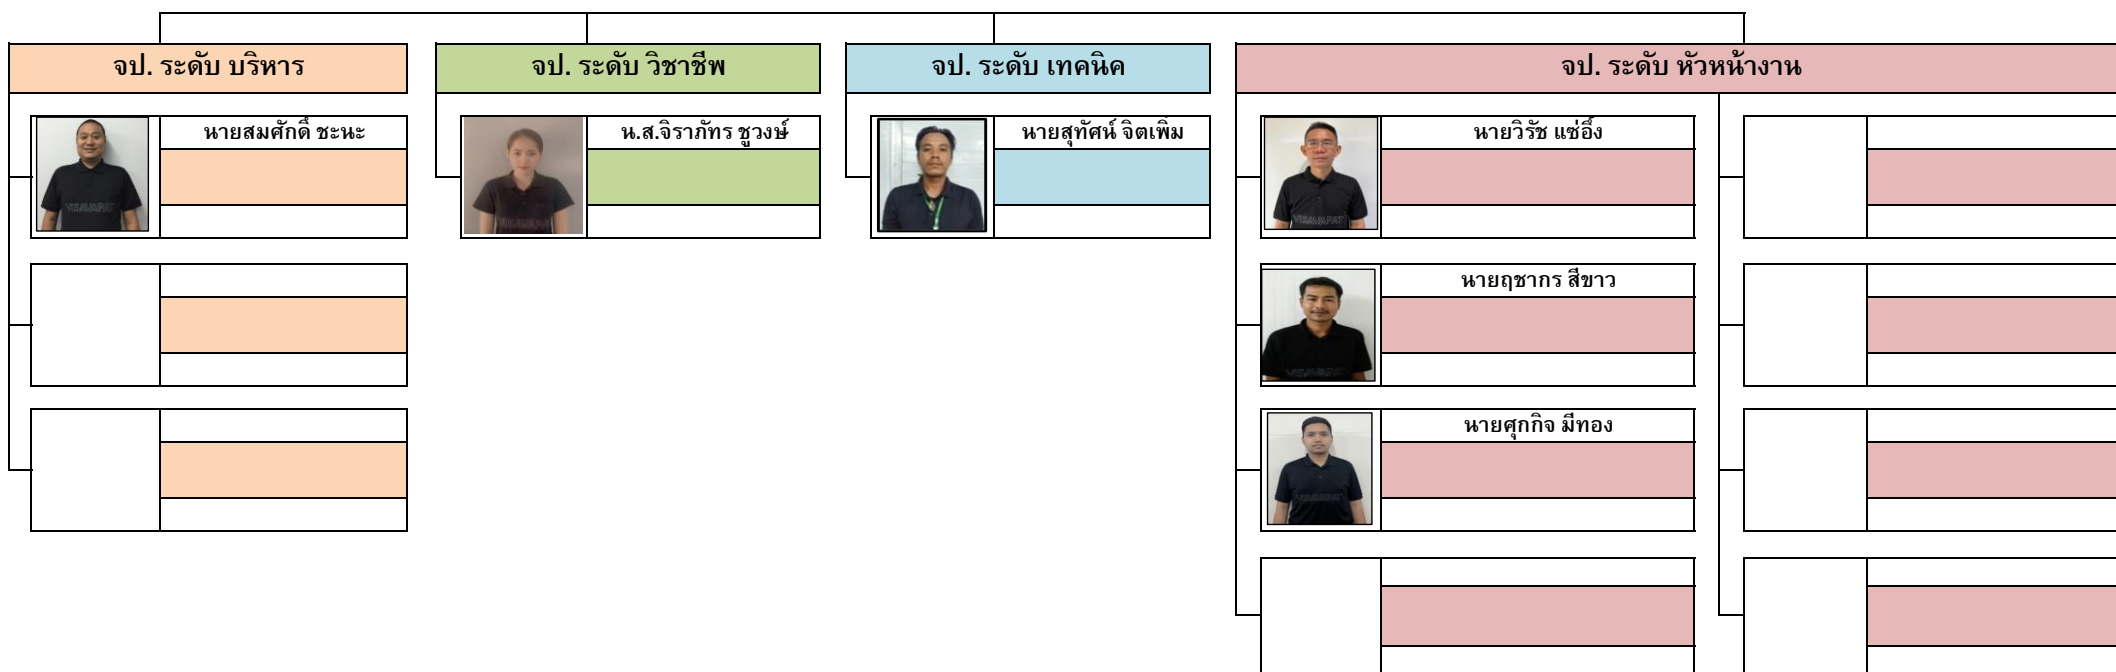 จป. ระดับ บริหาร
จป. ระดับ วิชาชีพ
จป. ระดับ เทคนิค
จป. ระดับ หัวหน้างาน
นายสมศักดิ์ ชะหะ
น.ส.จิราภัทร ชูวงษ์
นายสุทัศน์ จิตเพิ่ม
นายวิรัช แซ่อึ้ง
นายฤชากร สีขาว
นายศุกกิจ มีทอง